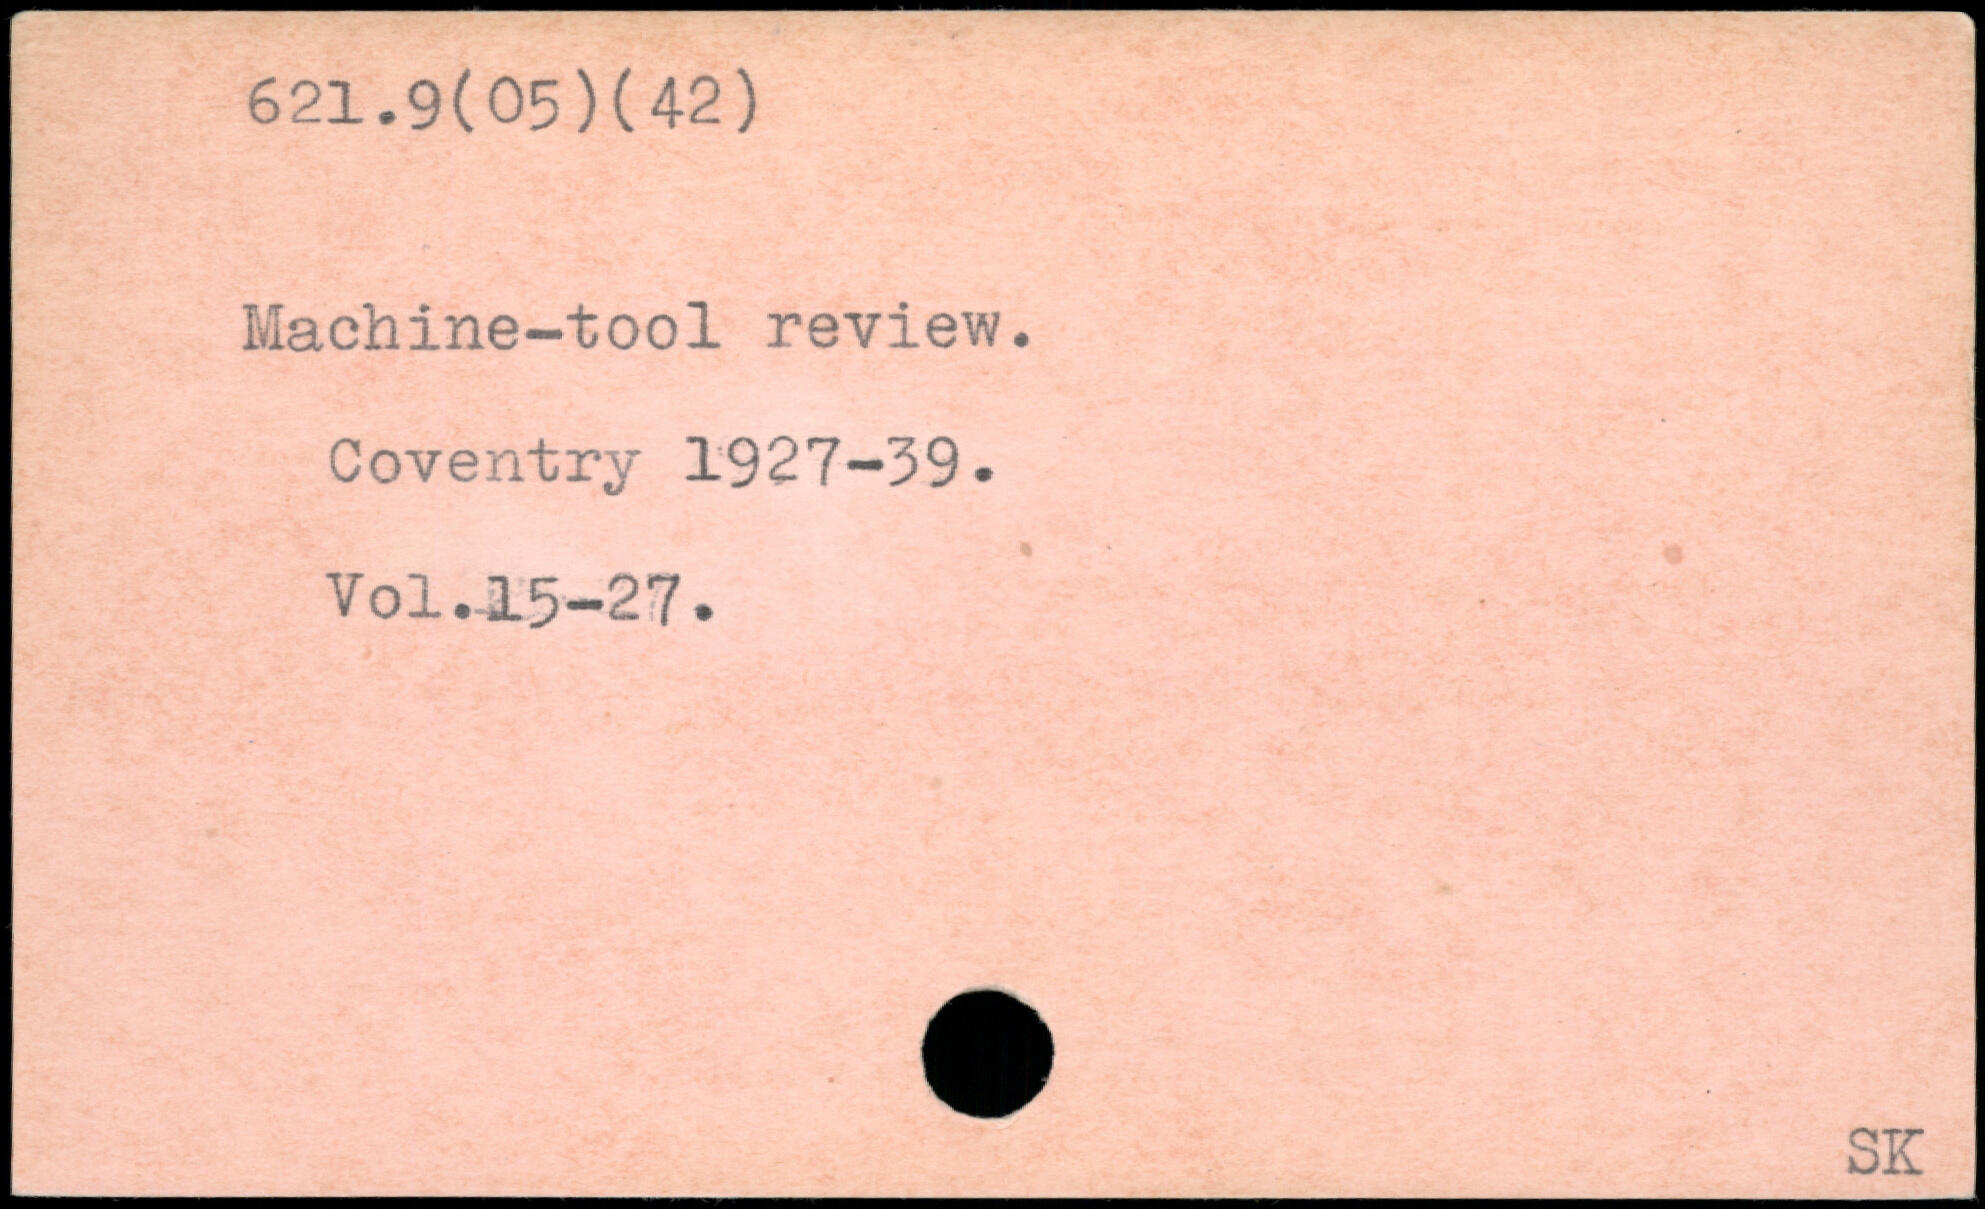 621.9(05)(42)
Machine-tool review.
Coventry 1927-39.
Vol.15-27.
SK